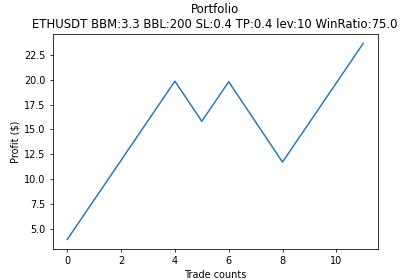 Portfolio
ETHUSDT BBM:3.3 BBL:200 SL:0.4 TP:0.4 lev:10 WinRatio:75.0
22.5
20.0
17.5
15.0
12.5
10.0
7.5
5.0
Profit ($)
0 2 4 6 8 10
Trade counts